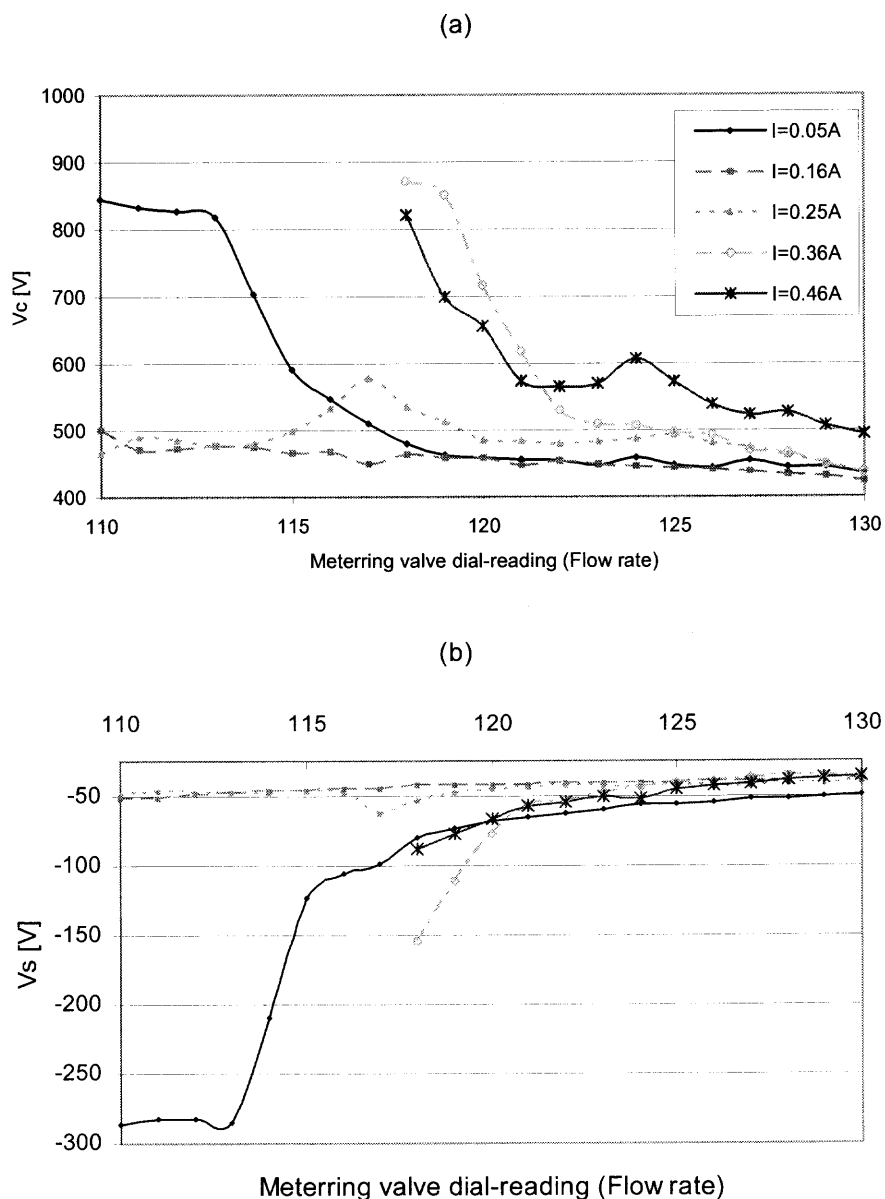 (a)
1000
900
800
700
600
500
400
Vc [V]
I=0.05A
I=0.16A
I=0.25A
I=0.36A
I=0.46A
110 115 120 125 130
Meterring valve dial-reading (Flow rate)
(b)
110 115 120 125 130
-50
-100
-150
-200
-250
-300
Vs [V]
Meterring valve dial-reading (Flow rate)